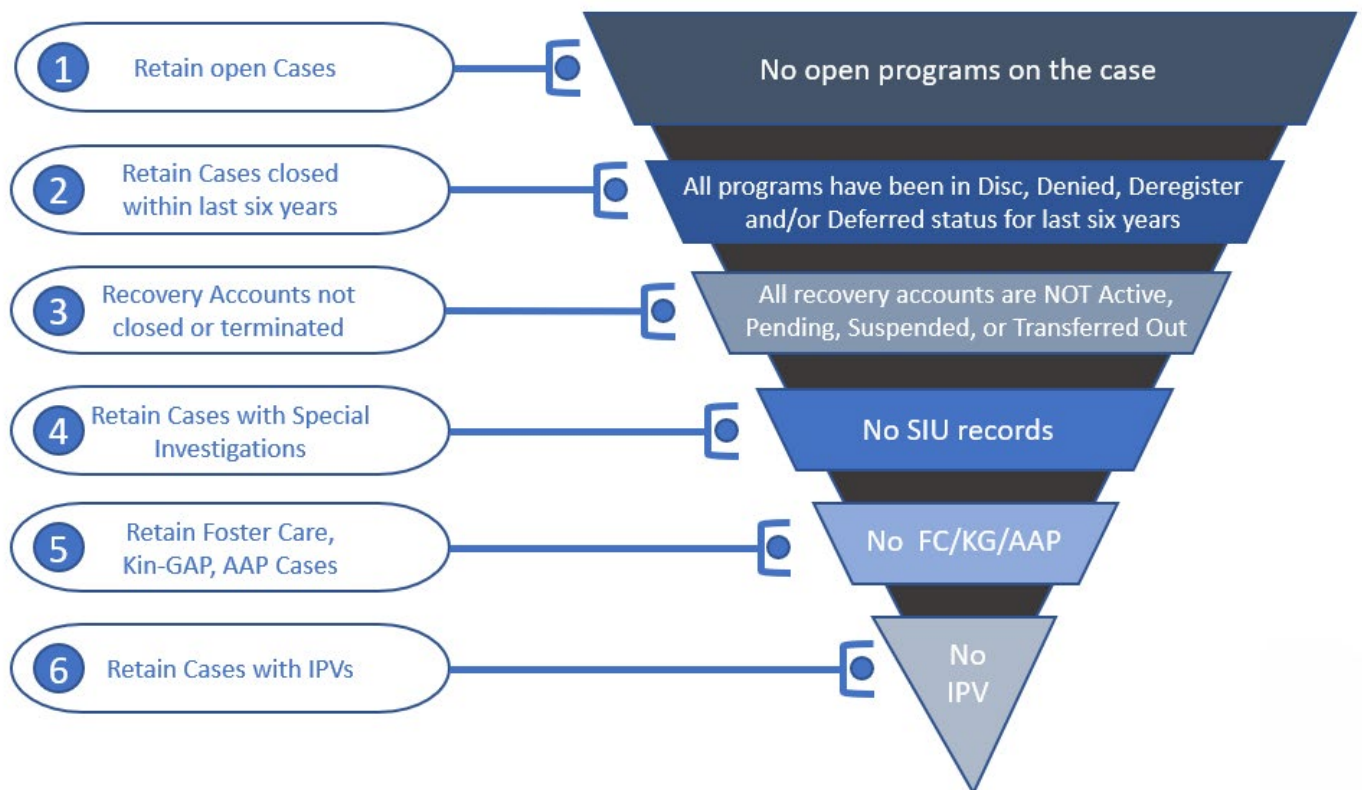 1
Retain open Cases
No open programs on the case
2
Retain Cases closed
within last six years
All programs have been in Disc, Denied, Deregister
and/or Deferred status for last six years
3
Recovery Accounts not
closed or terminated
All recovery accounts are NOT Active,
Pending, Suspended, or Transferred Out
4
Retain Cases with Special
Investigations
No SIU records
5
Retain Foster Care,
Kin-GAP, AAP Cases
No FC/KG/AAP
6
Retain Cases with IPVs
No
IPV